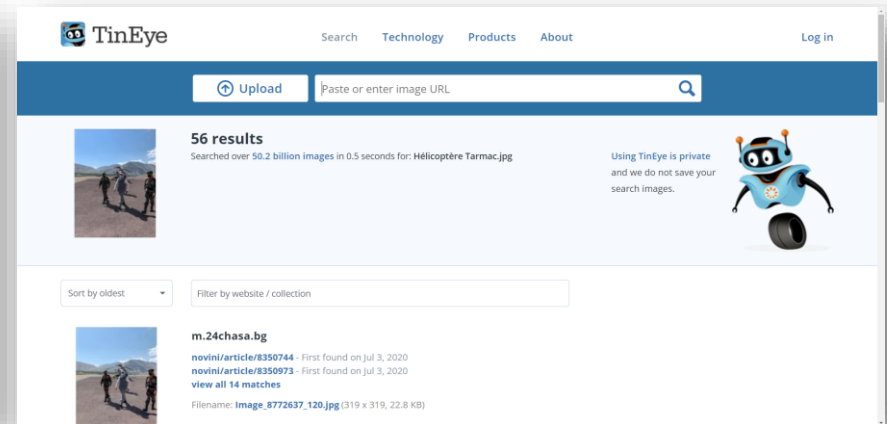 TinEye
Search Technology Products About Log in
Upload Paste or enter image URL
56 results
Searched over 50.2 billion images in 0.5 seconds for: Hélicoptère Tarmac.jpg
Using TinEye is private
and we do not save your
search images.
Sort by oldest Filter by website / collection
m.24chasa.bg
novini/article/8350744 - First found on Jul 3, 2020
novini/article/8350973 - First found on Jul 3, 2020
view all 14 matches
Filename: Image_8772637_120.jpg (319 x 319, 22.8 KB)